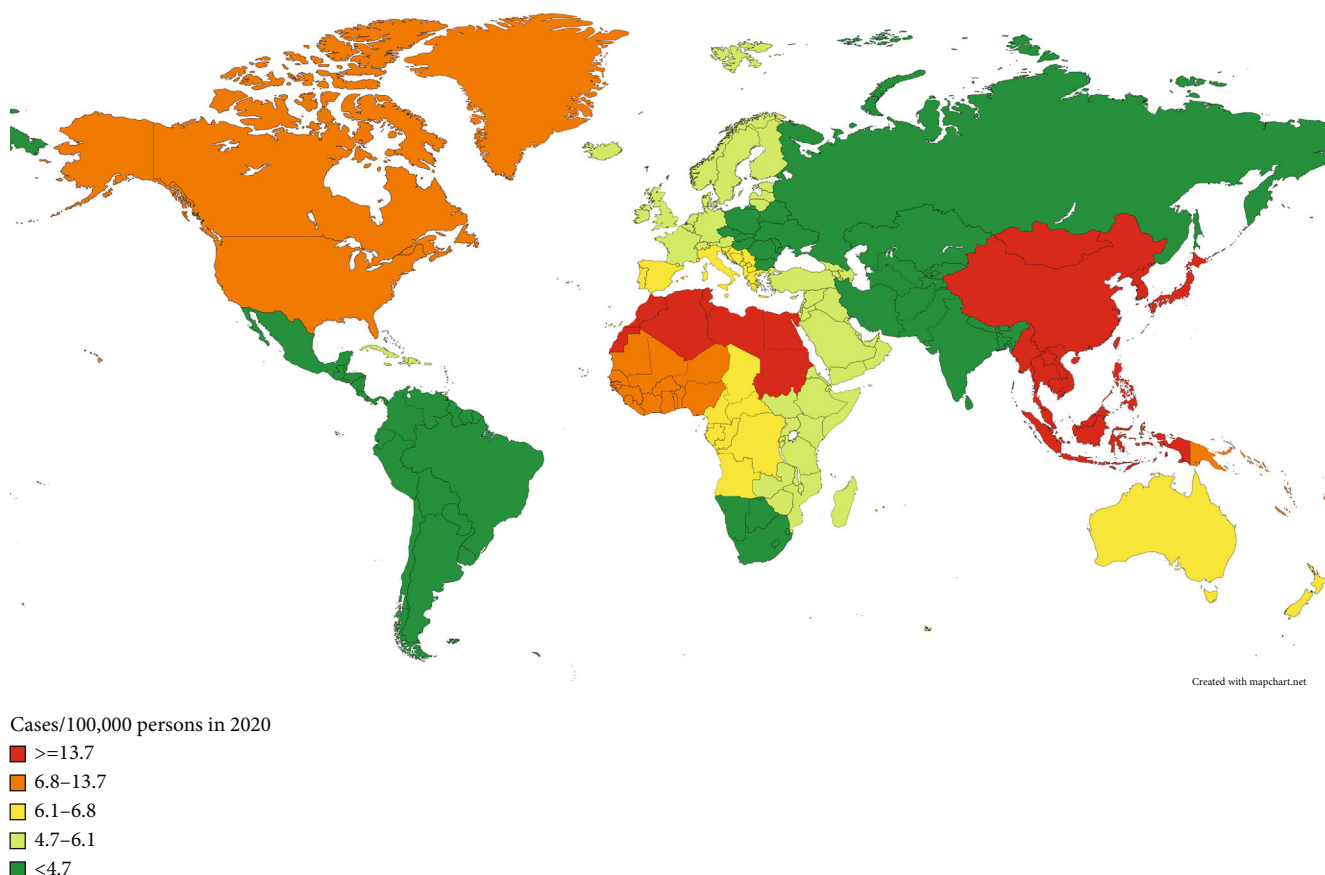 Created with mapchart.net
Cases/100,000 persons in 2020
>=13.7
6.8–13.7
6.1–6.8
4.7–6.1
<4.7